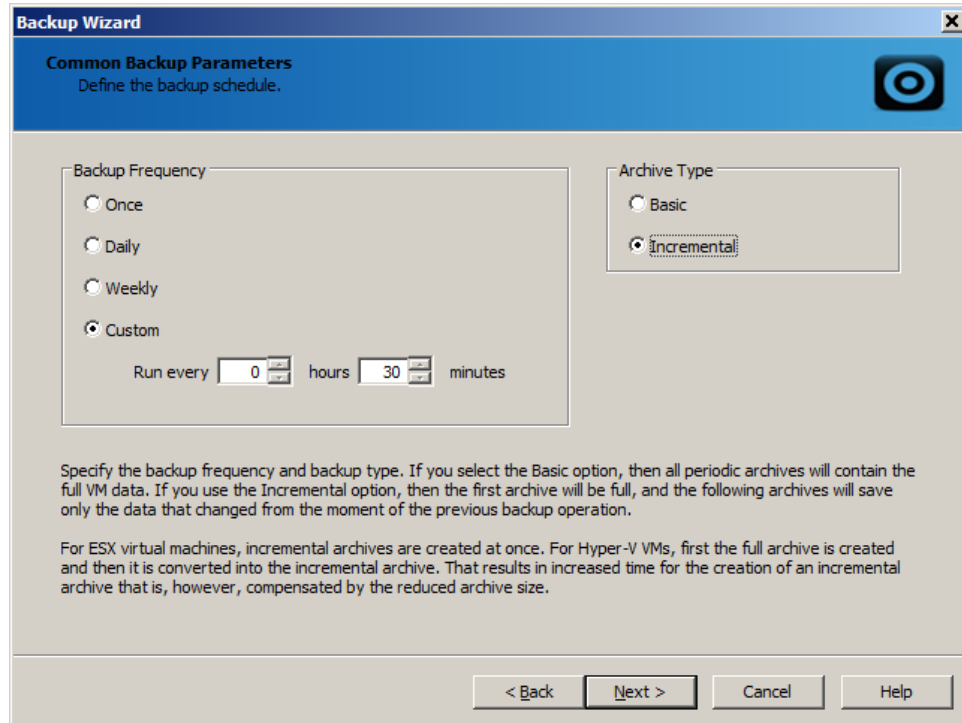 Backup Wizard
Common Backup Parameters
Define the backup schedule.
Backup Frequency
Once
Daily
Weekly
Custom
Run every 0 hours 30 minutes
Archive Type
Basic
Incremental
Specify the backup frequency and backup type. If you select the Basic option, then all periodic archives will contain the
full VM data. If you use the Incremental option, then the first archive will be full, and the following archives will save
only the data that changed from the moment of the previous backup operation.
For ESX virtual machines, incremental archives are created at once. For Hyper-V VMs, first the full archive is created
and then it is converted into the incremental archive. That results in increased time for the creation of an incremental
archive that is, however, compensated by the reduced archive size.
< Back Next > Cancel Help